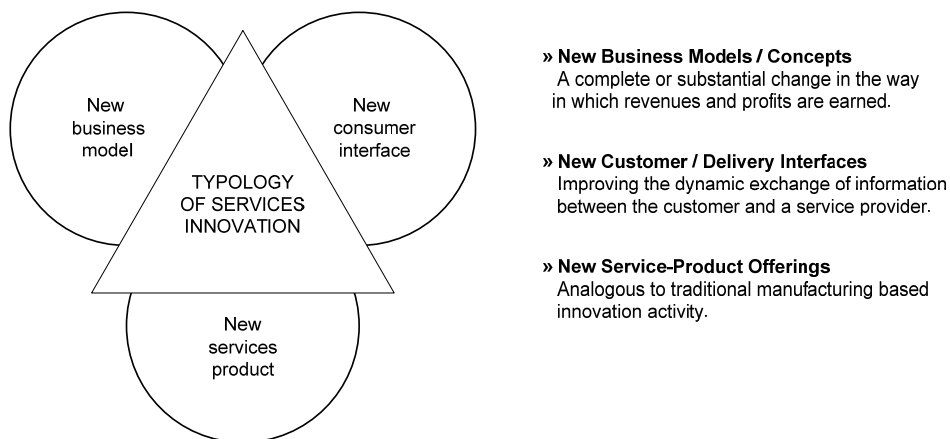 New
business
model
New
consumer
interface
TYPOLOGY
OF SERVICES
INNOVATION
New
services
product
» New Business Models / Concepts
A complete or substantial change in the way
in which revenues and profits are earned.
» New Customer / Delivery Interfaces
Improving the dynamic exchange of information
between the customer and a service provider.
» New Service-Product Offerings
Analogous to traditional manufacturing based
innovation activity.